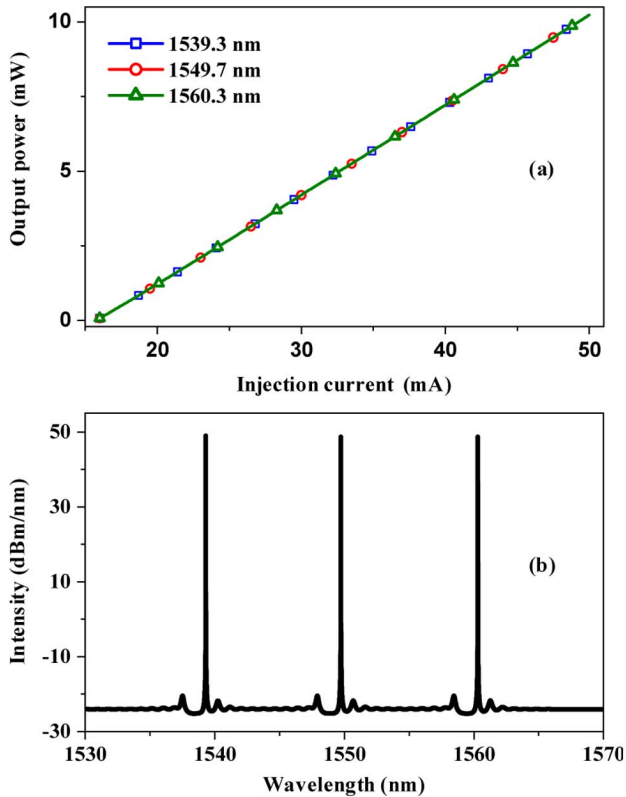 10
5
0
Output power (mW)
1539.3 nm
1549.7 nm
1560.3 nm
(a)
20 30 40 50
Injection current (mA)
50
30
10
-10
-30
Intensity (dBm/nm)
(b)
1530 1540 1550 1560 1570
Wavelength (nm)